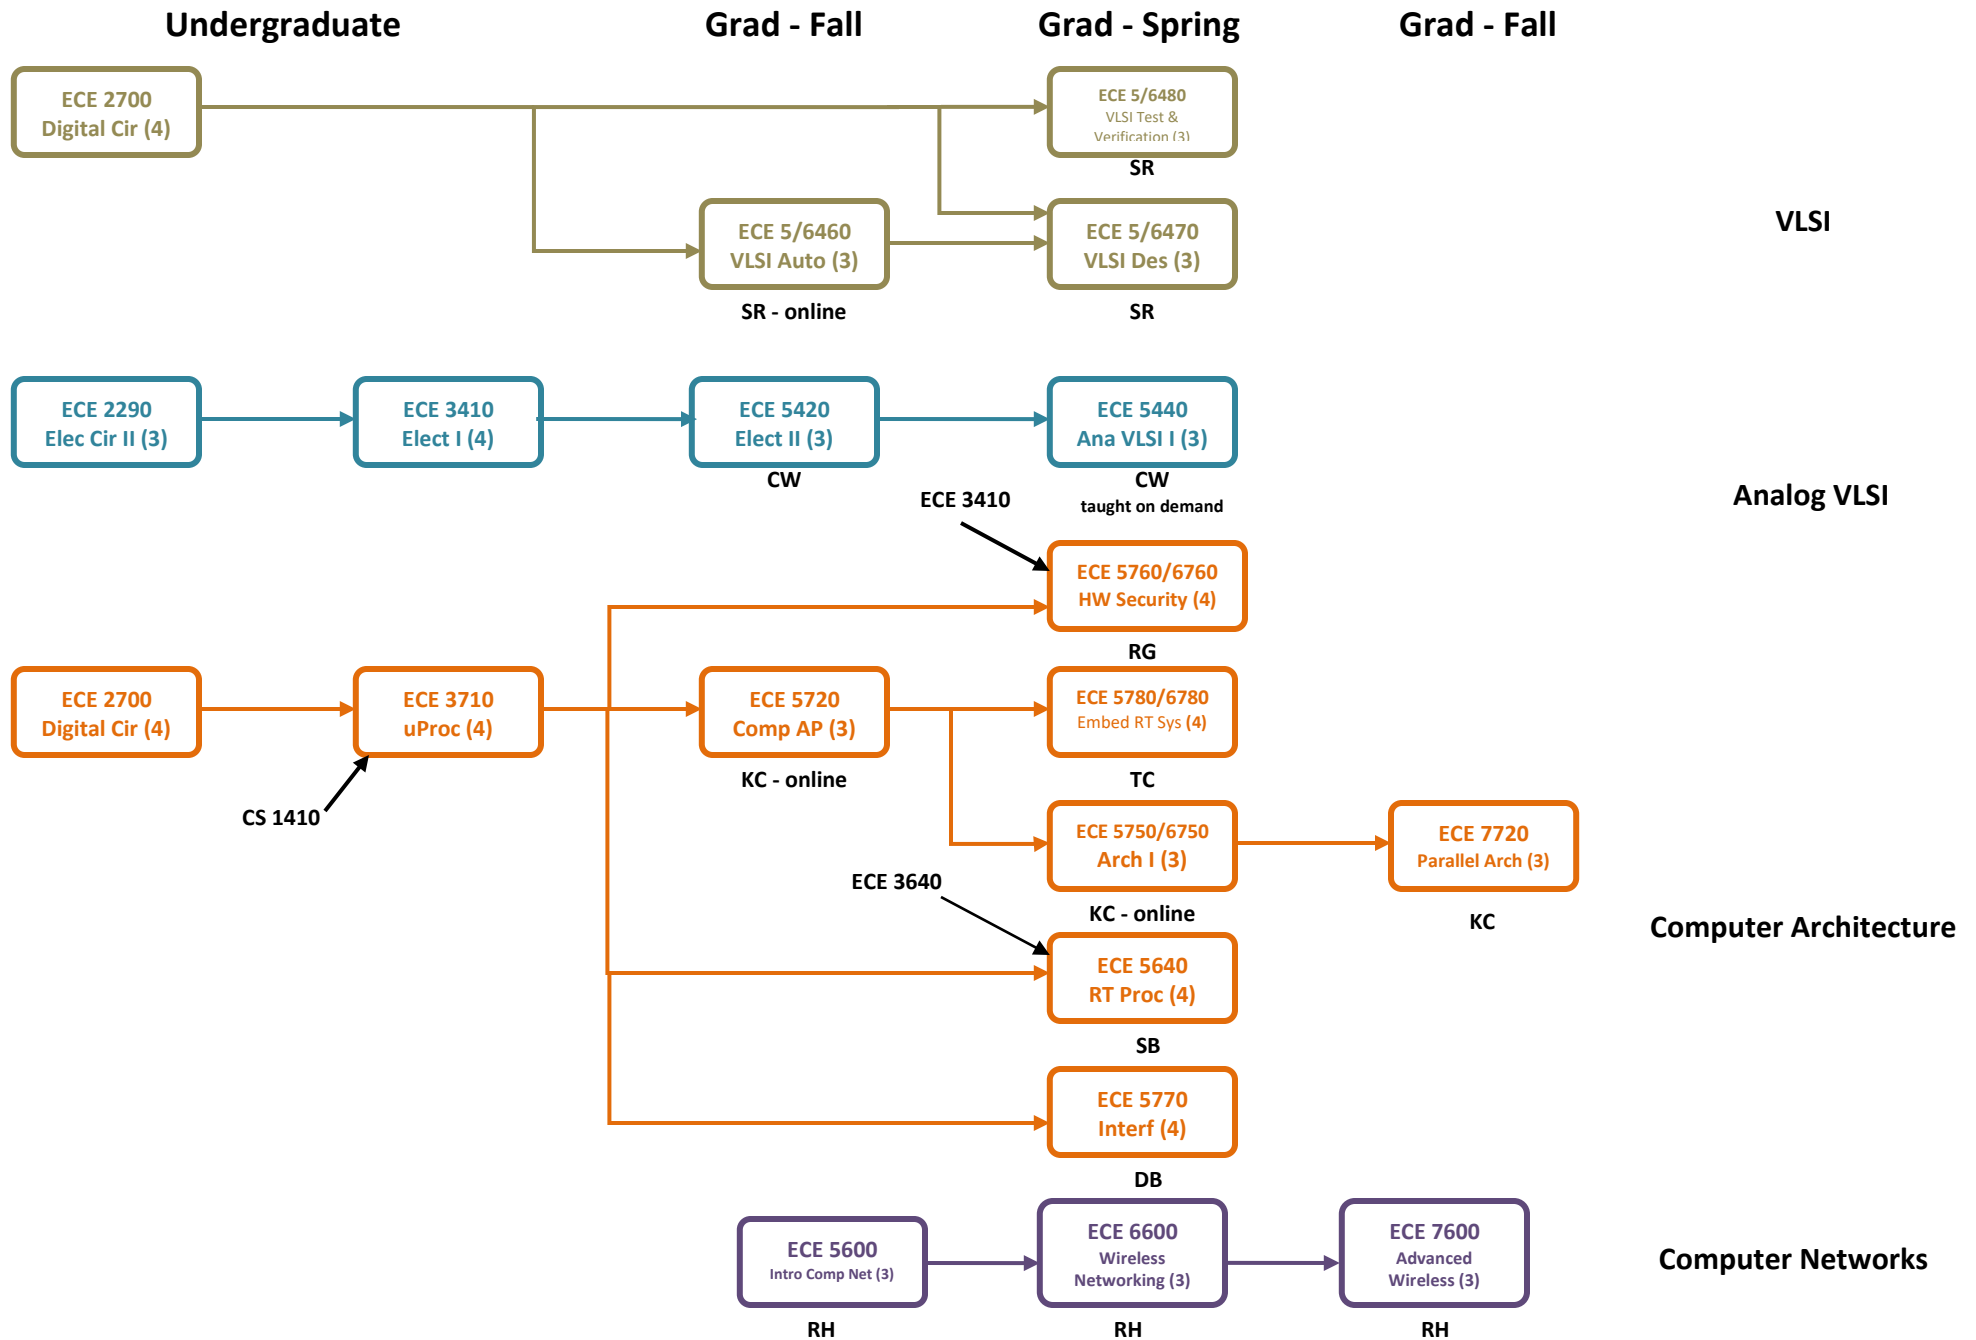 Undergraduate
Grad - Fall
Grad - Spring
Grad - Fall
ECE 2700
Digital Cir (4)
ECE 5/6480
VLSI Test &
Verification (3)
SR
ECE 5/6460
VLSI Auto (3)
SR - online
ECE 5/6470
VLSI Des (3)
SR
VLSI
ECE 2290
Elec Cir II (3)
ECE 3410
Elect I (4)
ECE 5420
Elect II (3)
CW
ECE 5440
Ana VLSI I (3)
CW
taught on demand
Analog VLSI
ECE 3410
ECE 5760/6760
HW Security (4)
RG
ECE 2700
Digital Cir (4)
ECE 3710
uProc (4)
CS 1410
ECE 5720
Comp AP (3)
KC - online
ECE 5780/6780
Embed RT Sys (4)
TC
ECE 5750/6750
Arch I (3)
KC - online
ECE 7720
Parallel Arch (3)
KC
ECE 3640
ECE 5640
RT Proc (4)
SB
Computer Architecture
ECE 5770
Interf (4)
DB
ECE 5600
Intro Comp Net (3)
RH
ECE 6600
Wireless
Networking (3)
RH
ECE 7600
Advanced
Wireless (3)
RH
Computer Networks